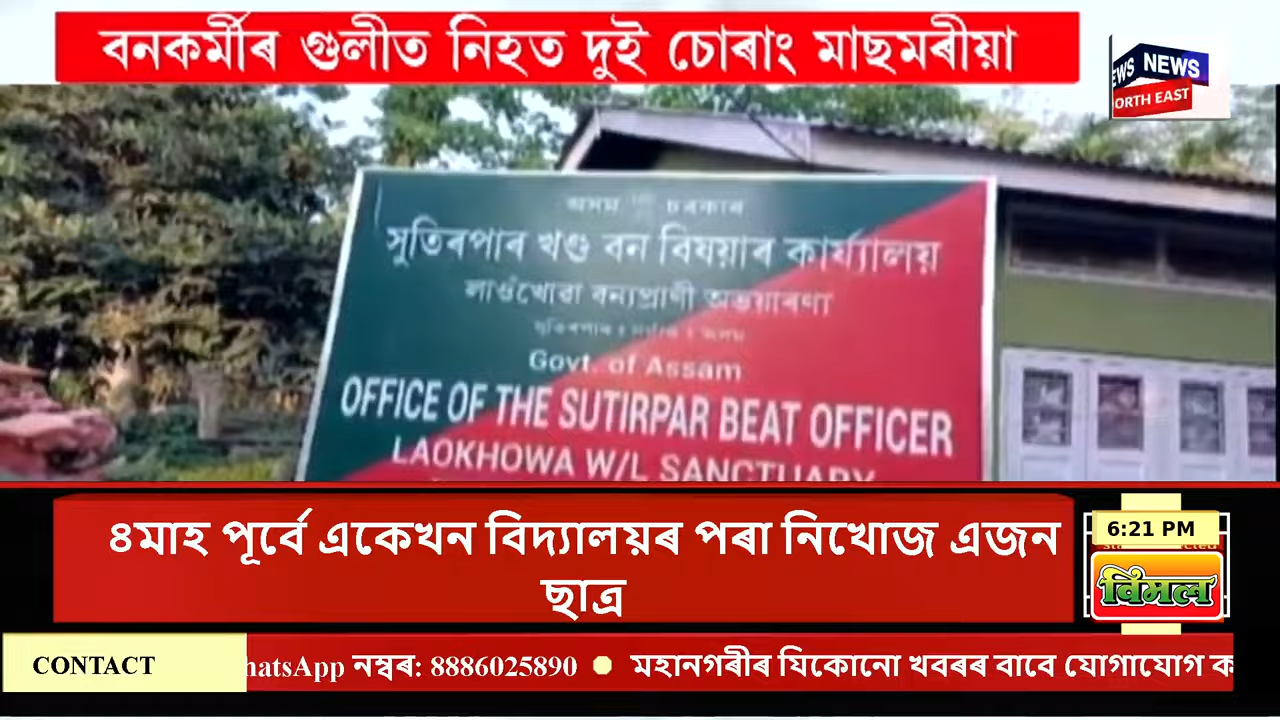 বনকৰ্মীৰ গুলীত নিহত দুই চোৰাং মাছমৰীয়া
EWS NEWS
ORTH EAST
অসম চৰকাৰ
সুতিৰপাৰ খণ্ড বন বিষয়াৰ কাৰ্য্যালয়
লাওঁখোৱা বন্যপ্ৰাণী অভয়াৰণ্য
Govt. of Assam
OFFICE OF THE SUTIRPAR BEAT OFFICER
LAOKHOWA W/L SANCTUARY
৪মাহ পূৰ্বে একেখন বিদ্যালয়ৰ পৰা নিখোজ এজন
ছাত্ৰ
6:21 PM
বিমল
CONTACT hatsApp নম্বৰ: 8886025890 ● মহানগৰীৰ যিকোনো খবৰৰ বাবে যোগাযোগ ক